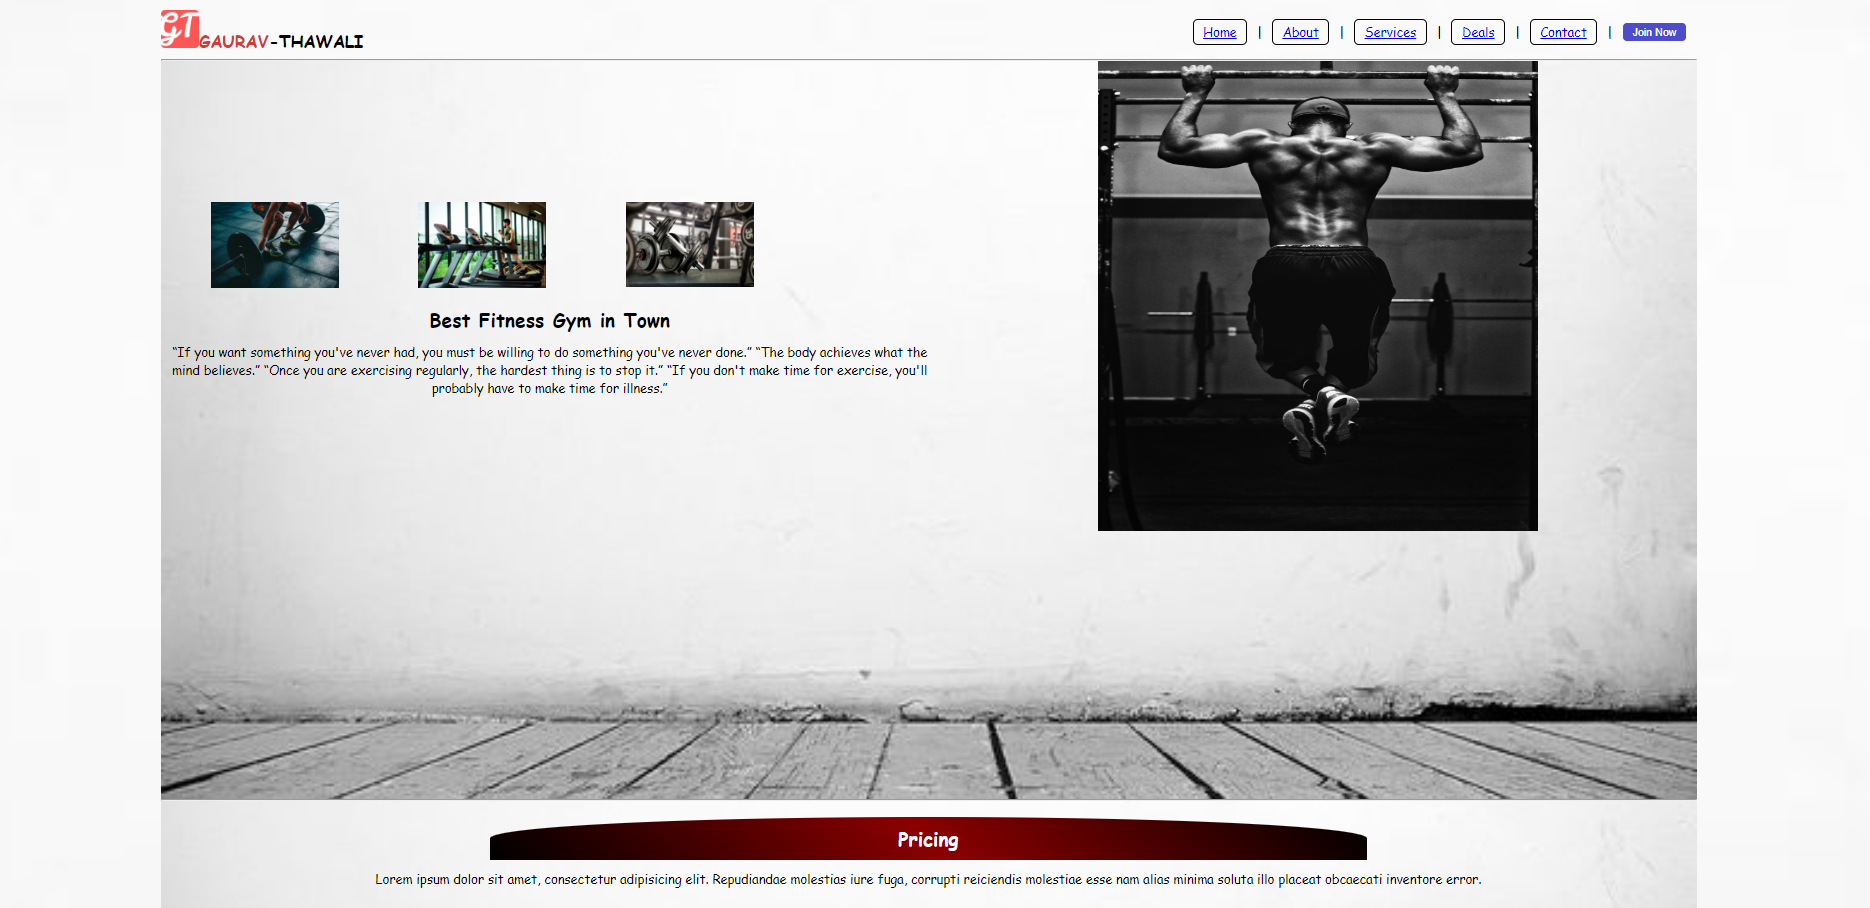 GT
GAURAV-THAWALI
Home | About | Services | Deals | Contact | Join Now
Best Fitness Gym in Town
“If you want something you've never had, you must be willing to do something you've never done.” “The body achieves what the
mind believes.” “Once you are exercising regularly, the hardest thing is to stop it.” “If you don't make time for exercise, you'll
probably have to make time for illness.”
Pricing
Lorem ipsum dolor sit amet, consectetur adipisicing elit. Repudiandae molestias iure fuga, corrupti reiciendis molestiae esse nam alias minima soluta illo placeat obcaecati inventore error.